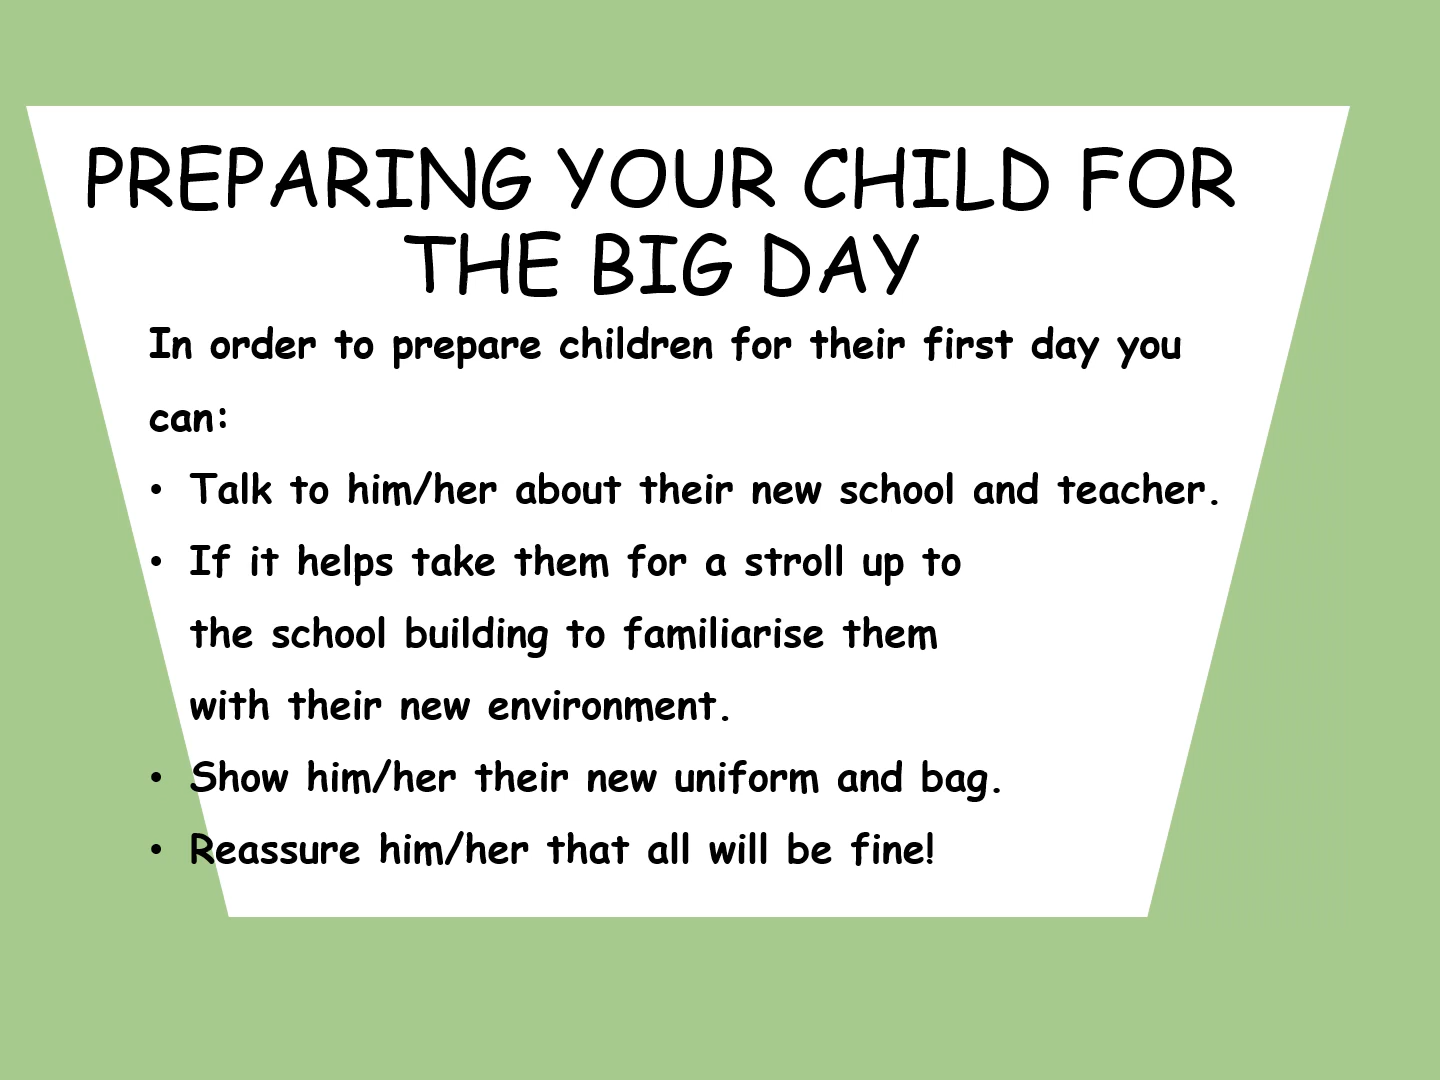 PREPARING YOUR CHILD FOR
THE BIG DAY
In order to prepare children for their first day you
can:
• Talk to him/her about their new school and teacher.
• If it helps take them for a stroll up to
the school building to familiarise them
with their new environment.
• Show him/her their new uniform and bag.
• Reassure him/her that all will be fine!